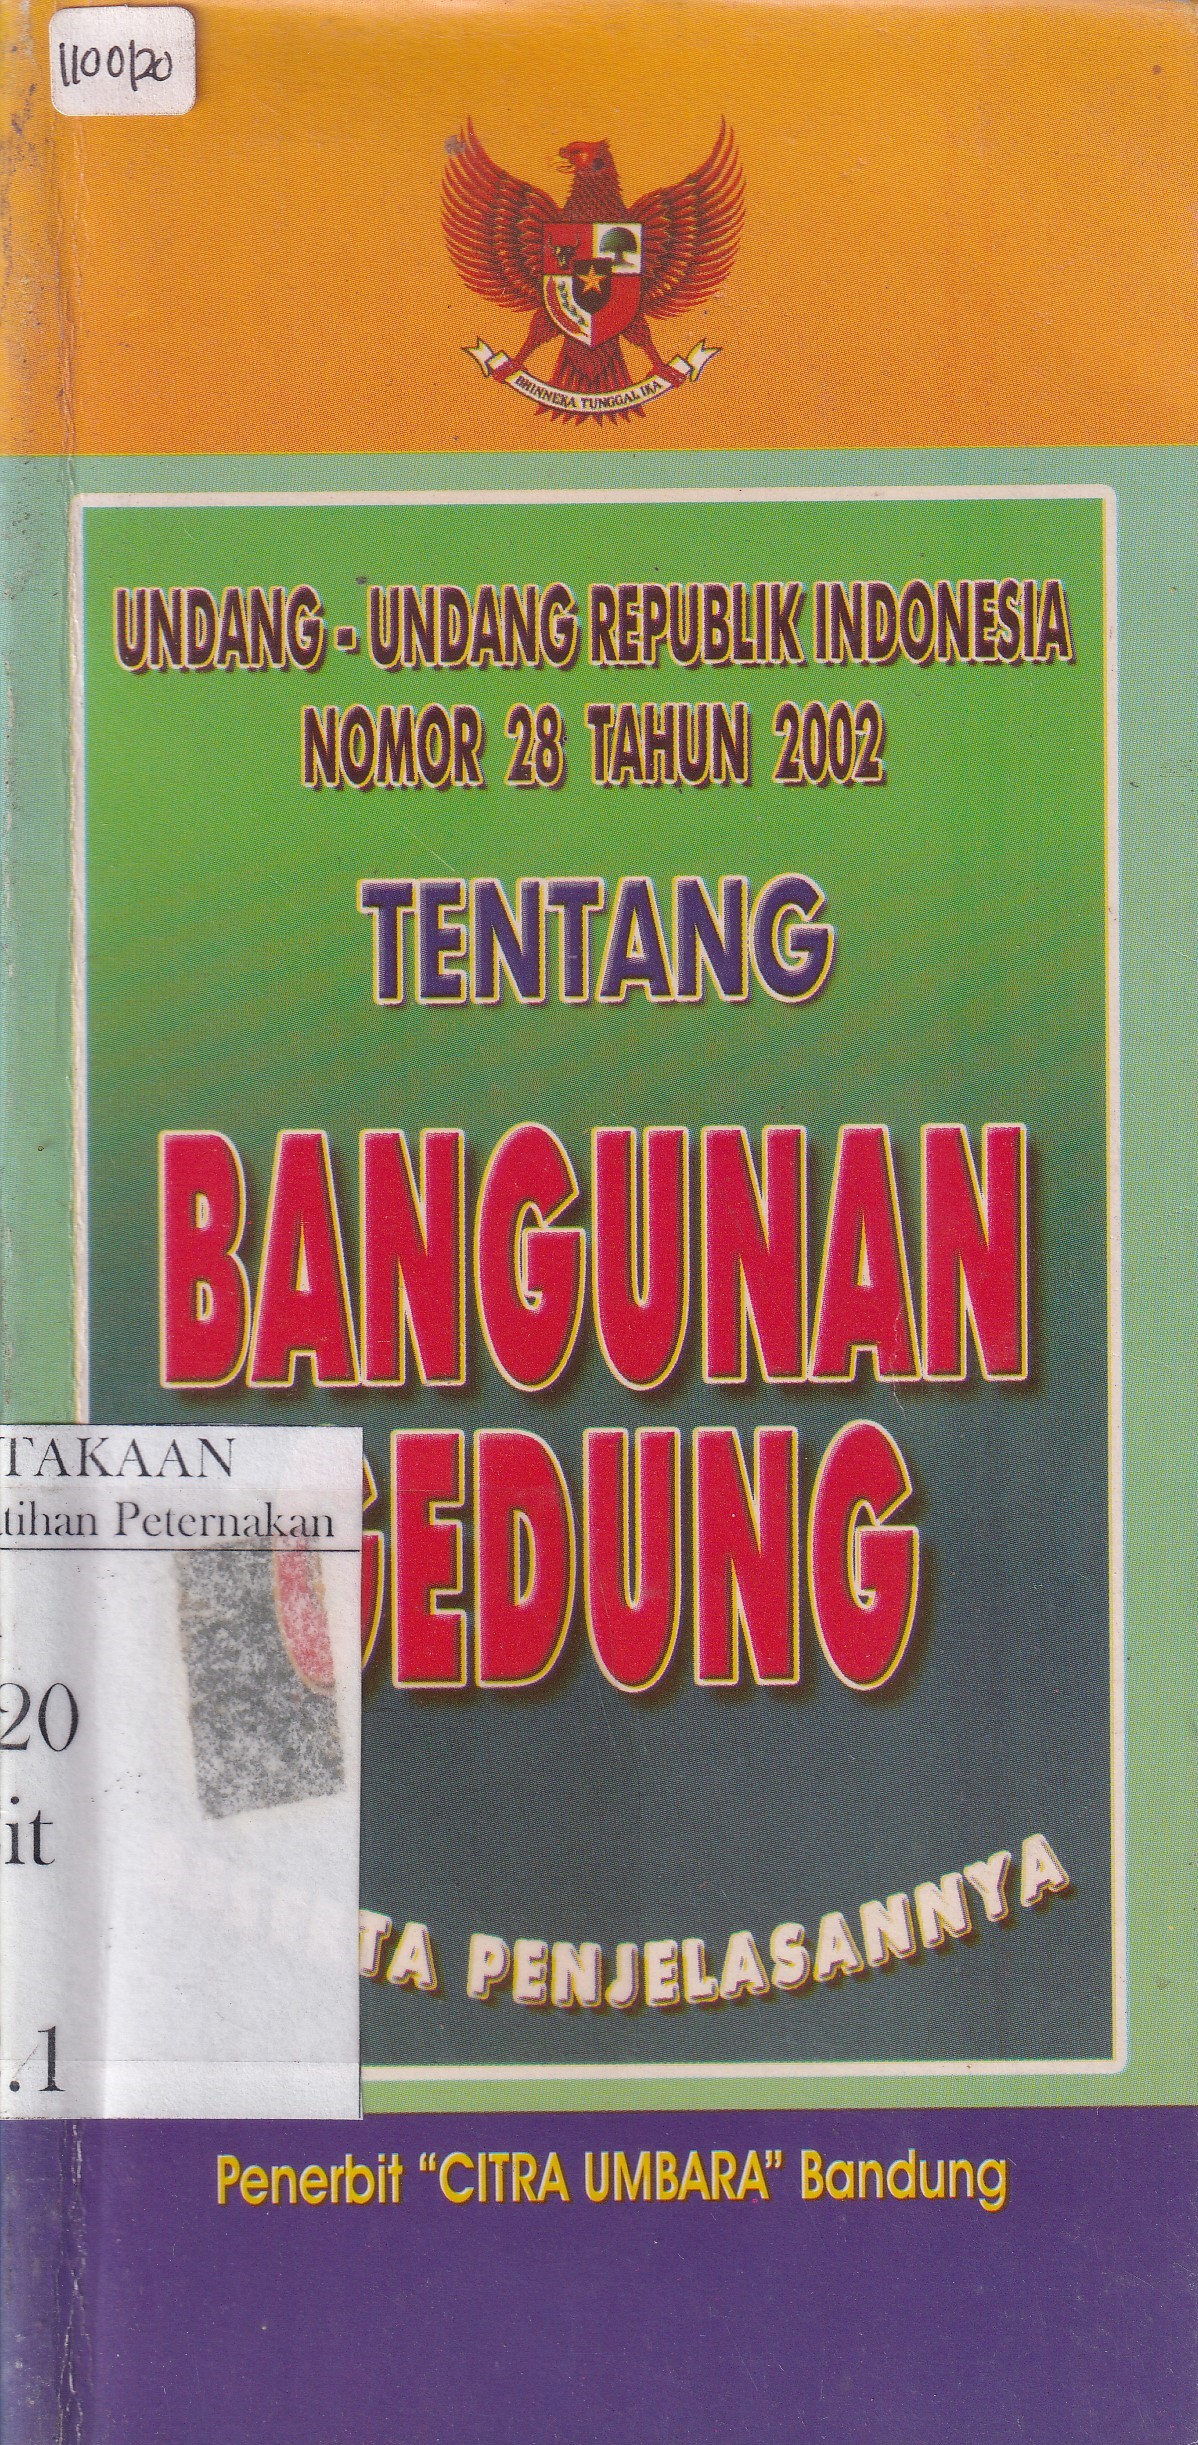 1100/20
BHINNEKA TUNGGAL IKA
UNDANG - UNDANG REPUBLIK INDONESIA
NOMOR 28 TAHUN 2002
TENTANG
BANGUNAN
GEDUNG
TAKAAN
tihan Peternakan
20
it
.1
TA PENJELASANNYA
Penerbit "CITRA UMBARA" Bandung